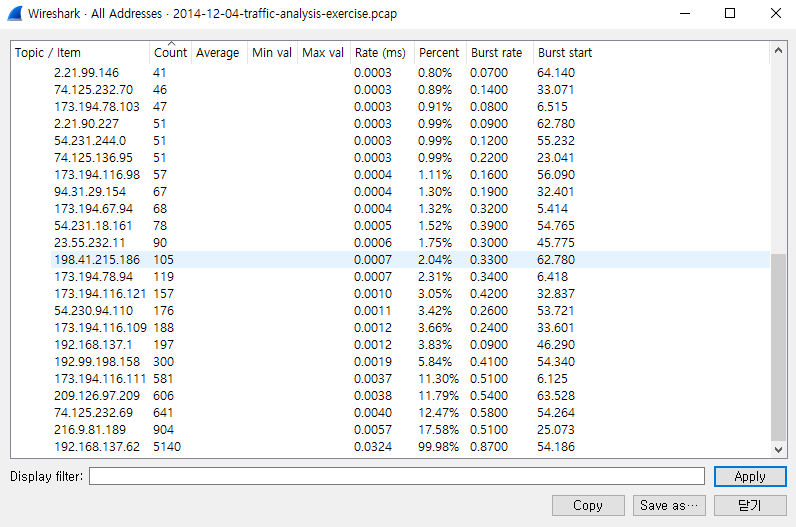 Wireshark · All Addresses · 2014-12-04-traffic-analysis-exercise.pcap
Topic / Item Count Average Min val Max val Rate (ms) Percent Burst rate Burst start
2.21.99.146 41 0.0003 0.80% 0.0700 64.140
74.125.232.70 46 0.0003 0.89% 0.1400 33.071
173.194.78.103 47 0.0003 0.91% 0.0800 6.515
2.21.90.227 51 0.0003 0.99% 0.0900 62.780
54.231.244.0 51 0.0003 0.99% 0.1200 55.232
74.125.136.95 51 0.0003 0.99% 0.2200 23.041
173.194.116.98 57 0.0004 1.11% 0.1600 56.090
94.31.29.154 67 0.0004 1.30% 0.1900 32.401
173.194.67.94 68 0.0004 1.32% 0.3200 5.414
54.231.18.161 78 0.0005 1.52% 0.3900 54.765
23.55.232.11 90 0.0006 1.75% 0.3000 45.775
198.41.215.186 105 0.0007 2.04% 0.3300 62.780
173.194.78.94 119 0.0007 2.31% 0.3400 6.418
173.194.116.121 157 0.0010 3.05% 0.4200 32.837
54.230.94.110 176 0.0011 3.42% 0.2600 53.721
173.194.116.109 188 0.0012 3.66% 0.2400 33.601
192.168.137.1 197 0.0012 3.83% 0.0900 46.290
192.99.198.158 300 0.0019 5.84% 0.4100 54.340
173.194.116.111 581 0.0037 11.30% 0.5100 6.125
209.126.97.209 606 0.0038 11.79% 0.5400 63.528
74.125.232.69 641 0.0040 12.47% 0.5800 54.264
216.9.81.189 904 0.0057 17.58% 0.5100 25.073
192.168.137.62 5140 0.0324 99.98% 0.8700 54.186
Display filter: Apply
Copy Save as… 닫기